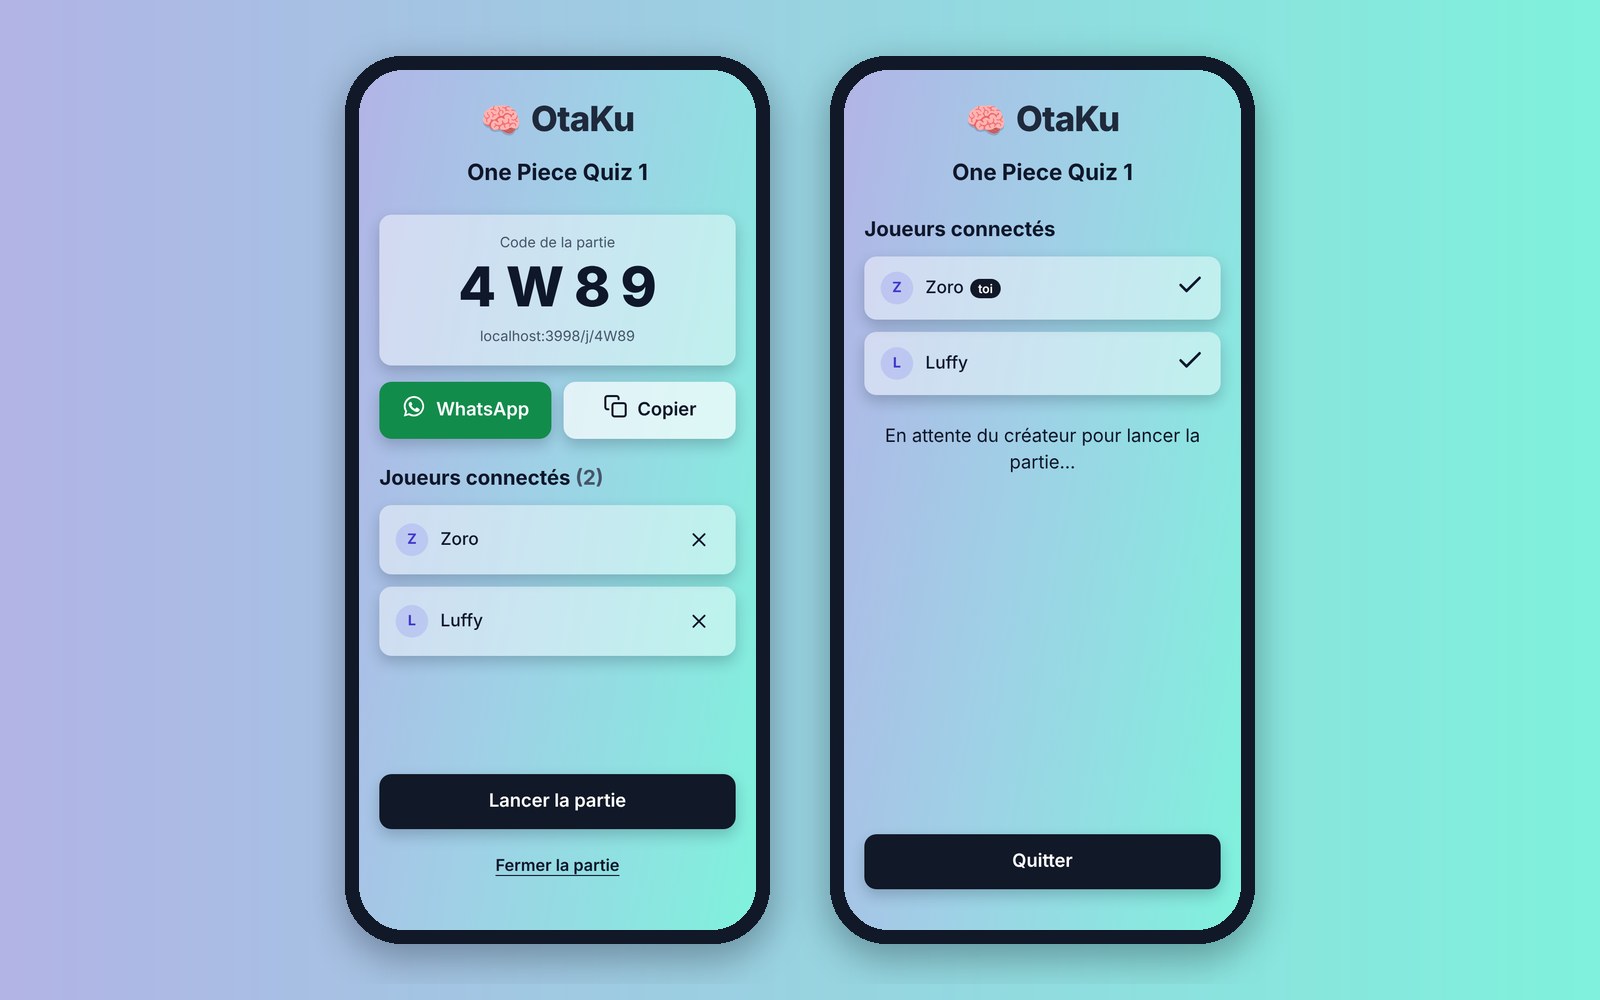 OtaKu
One Piece Quiz 1
Code de la partie
4W89
localhost:3998/j/4W89
WhatsApp
Copier
Joueurs connectés (2)
Z Zoro
L Luffy
Lancer la partie
Fermer la partie
OtaKu
One Piece Quiz 1
Joueurs connectés
Z Zoro toi
L Luffy
En attente du créateur pour lancer la
partie...
Quitter